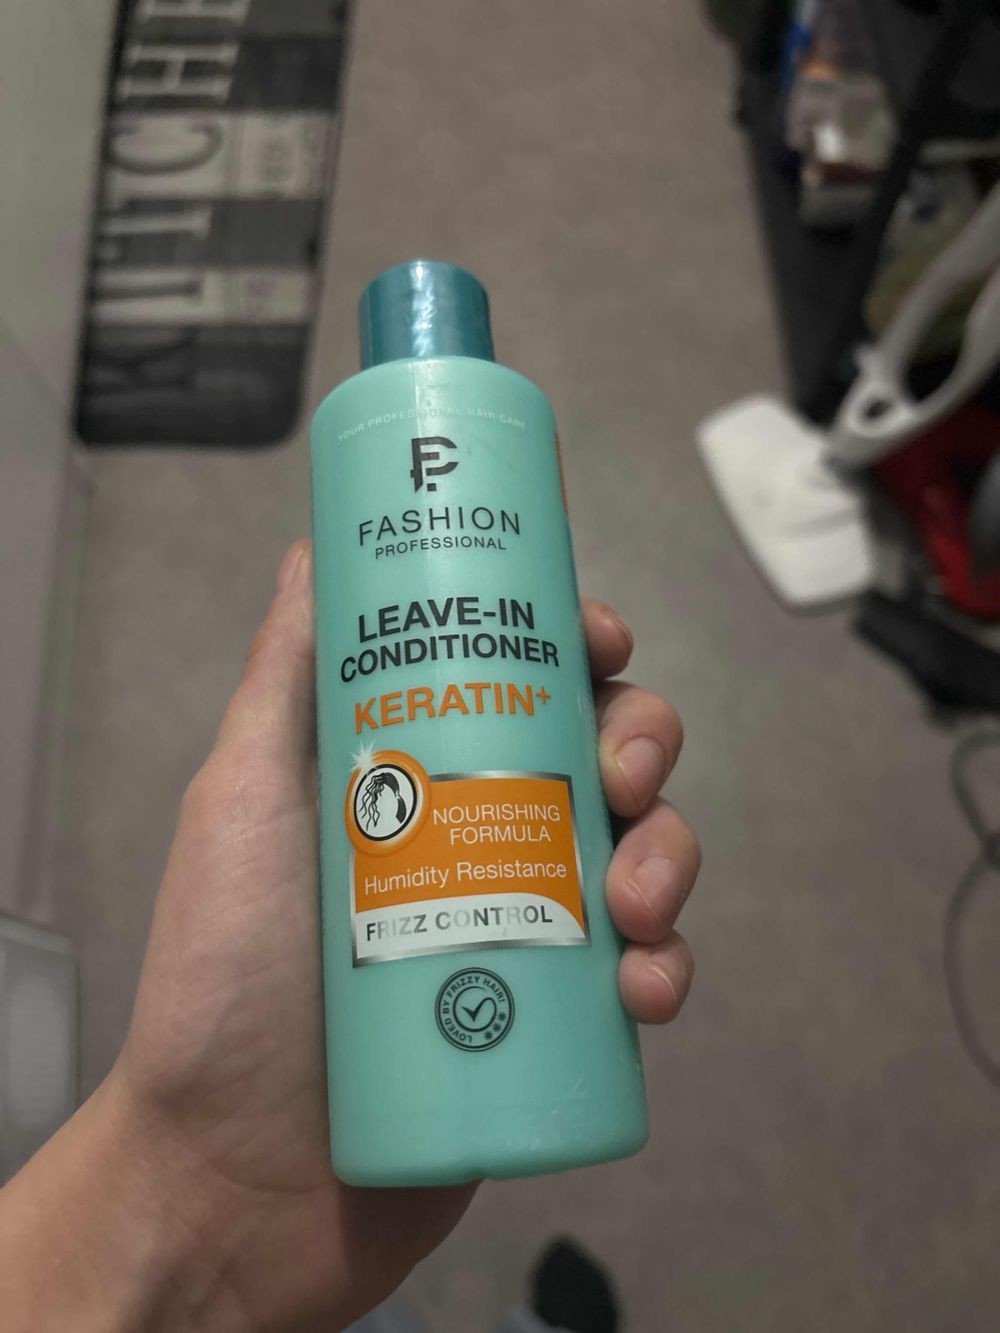 KITCHE
YOUR PROFESSIONAL HAIR CARE
FP.
FASHION
PROFESSIONAL
LEAVE-IN
CONDITIONER
KERATIN+
NOURISHING
FORMULA
Humidity Resistance
FRIZZ CONTROL
LOVED BY FRIZZY HAIR!